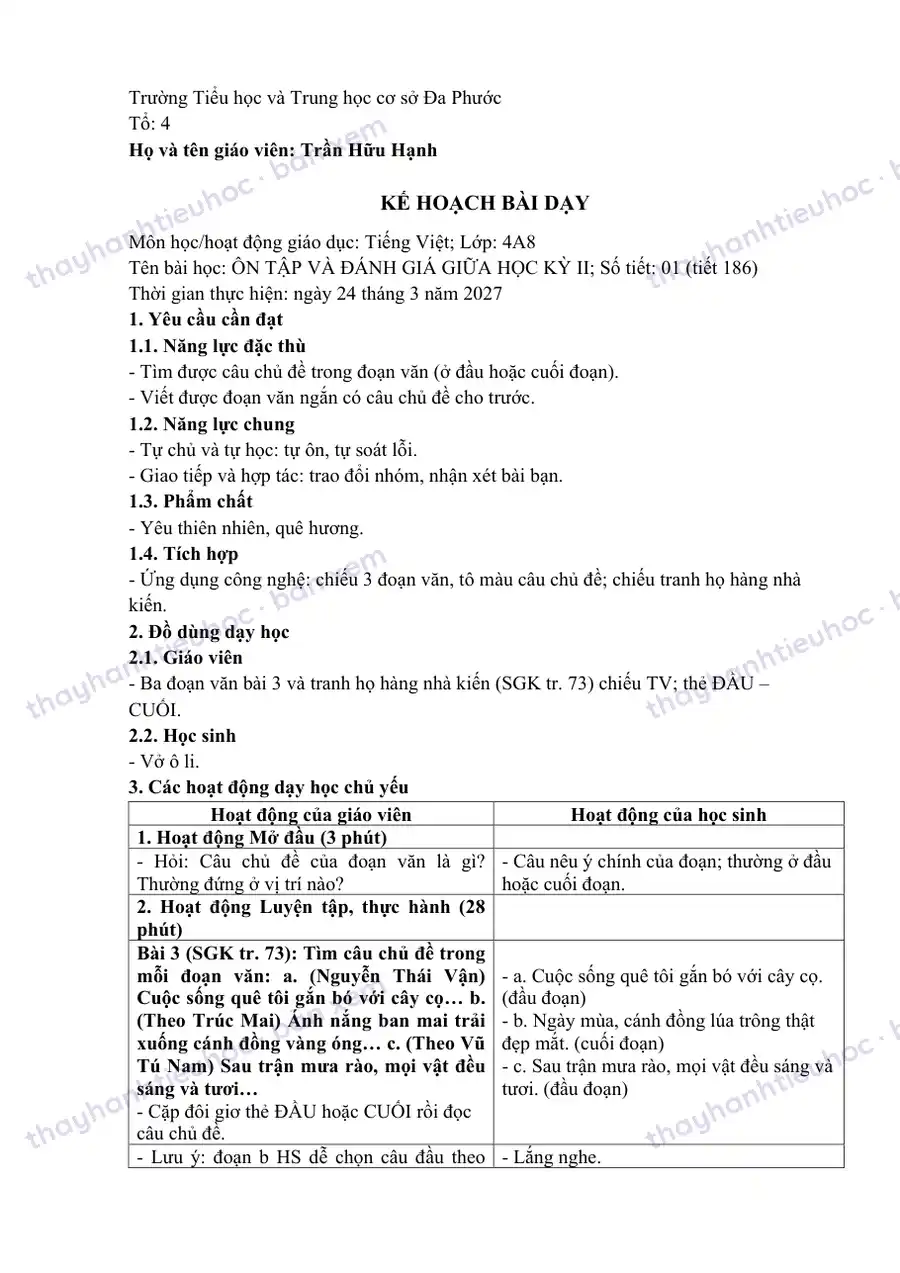 Trường Tiểu học và Trung học cơ sở Đa Phước
Tổ: 4
Họ và tên giáo viên: Trần Hữu Hạnh
KẾ HOẠCH BÀI DẠY
Môn học/hoạt động giáo dục: Tiếng Việt; Lớp: 4A8
Tên bài học: ÔN TẬP VÀ ĐÁNH GIÁ GIỮA HỌC KỲ II; Số tiết: 01 (tiết 186)
Thời gian thực hiện: ngày 24 tháng 3 năm 2027
1. Yêu cầu cần đạt
1.1. Năng lực đặc thù
- Tìm được câu chủ đề trong đoạn văn (ở đầu hoặc cuối đoạn).
- Viết được đoạn văn ngắn có câu chủ đề cho trước.
1.2. Năng lực chung
- Tự chủ và tự học: tự ôn, tự soát lỗi.
- Giao tiếp và hợp tác: trao đổi nhóm, nhận xét bài bạn.
1.3. Phẩm chất
- Yêu thiên nhiên, quê hương.
1.4. Tích hợp
- Ứng dụng công nghệ: chiếu 3 đoạn văn, tô màu câu chủ đề; chiếu tranh họ hàng nhà
kiến.
2. Đồ dùng dạy học
2.1. Giáo viên
- Ba đoạn văn bài 3 và tranh họ hàng nhà kiến (SGK tr. 73) chiếu TV; thẻ ĐẦU –
CUỐI.
2.2. Học sinh
- Vở ô li.
3. Các hoạt động dạy học chủ yếu
Hoạt động của giáo viên
Hoạt động của học sinh
1. Hoạt động Mở đầu (3 phút)
- Hỏi: Câu chủ đề của đoạn văn là gì?
Thường đứng ở vị trí nào?
- Câu nêu ý chính của đoạn; thường ở đầu
hoặc cuối đoạn.
2. Hoạt động Luyện tập, thực hành (28
phút)
Bài 3 (SGK tr. 73): Tìm câu chủ đề trong
mỗi đoạn văn: a. (Nguyễn Thái Vận)
Cuộc sống quê tôi gắn bó với cây cọ… b.
(Theo Trúc Mai) Ánh nắng ban mai trải
xuống cánh đồng vàng óng… c. (Theo Vũ
Tú Nam) Sau trận mưa rào, mọi vật đều
sáng và tươi…
- Cặp đôi giơ thẻ ĐẦU hoặc CUỐI rồi đọc
câu chủ đề.
- a. Cuộc sống quê tôi gắn bó với cây cọ.
(đầu đoạn)
- b. Ngày mùa, cánh đồng lúa trông thật
đẹp mắt. (cuối đoạn)
- c. Sau trận mưa rào, mọi vật đều sáng và
tươi. (đầu đoạn)
- Lưu ý: đoạn b HS dễ chọn câu đầu theo
- Lắng nghe.
thayhanhtieuhoc · bản xem
thayhanhtieuhoc · b
thayhanhtieuhoc · bản xem
thayhanhtieuhoc · b
thayhanhtieuhoc · bản xem
thayhanhtieuhoc · b